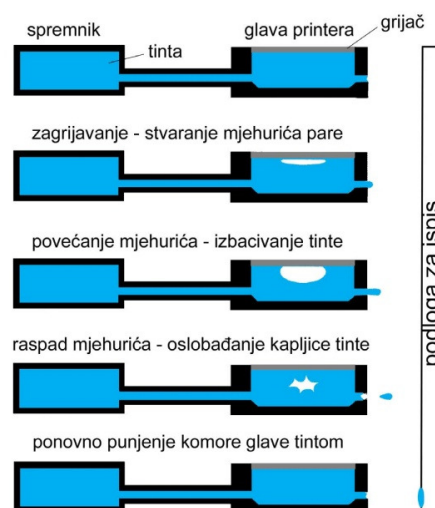 spremnik
glava printera
grijač
tinta
zagrijavanje - stvaranje mjehurića pare
povećanje mjehurića - izbacivanje tinte
raspad mjehurića - oslobađanje kapljice tinte
ponovno punjenje komore glave tintom
podloga za ispis